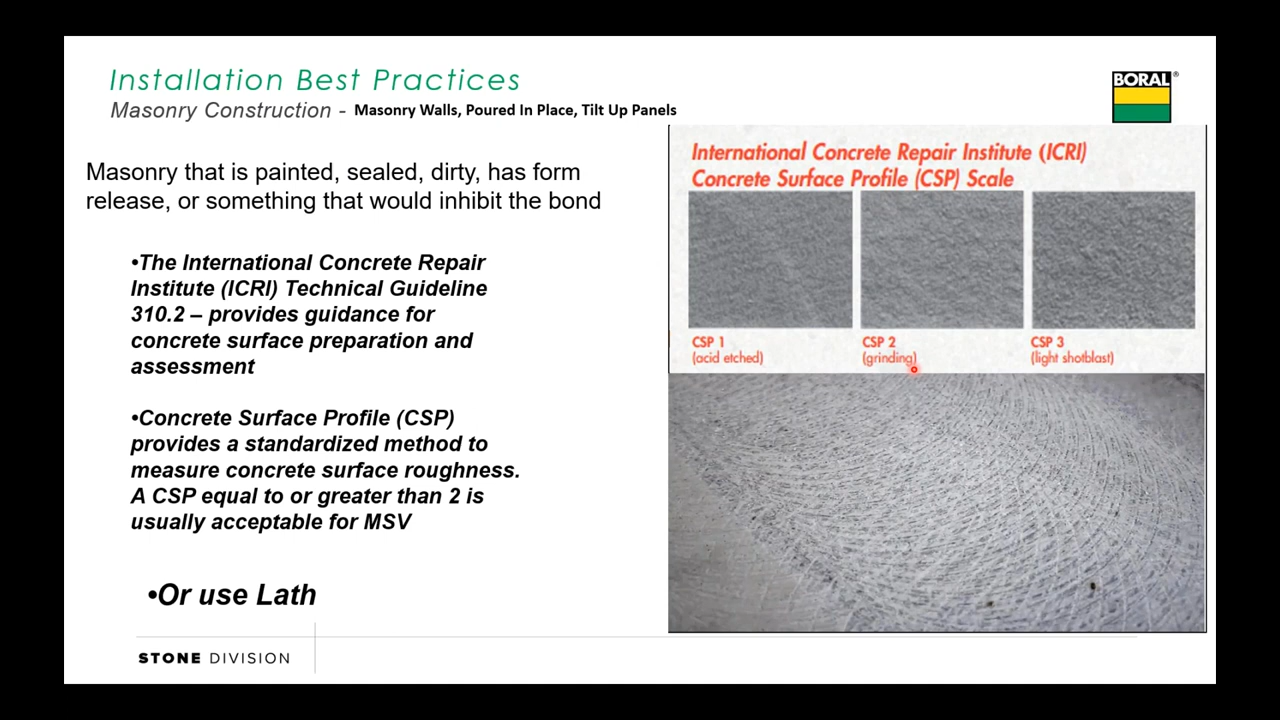 Installation Best Practices
Masonry Construction - Masonry Walls, Poured In Place, Tilt Up Panels
BORAL®
Masonry that is painted, sealed, dirty, has form
release, or something that would inhibit the bond
•The International Concrete Repair
Institute (ICRI) Technical Guideline
310.2 – provides guidance for
concrete surface preparation and
assessment
•Concrete Surface Profile (CSP)
provides a standardized method to
measure concrete surface roughness.
A CSP equal to or greater than 2 is
usually acceptable for MSV
•Or use Lath
International Concrete Repair Institute (ICRI)
Concrete Surface Profile (CSP) Scale
CSP 1
(acid etched)
CSP 2
(grinding)
CSP 3
(light shotblast)
STONE DIVISION